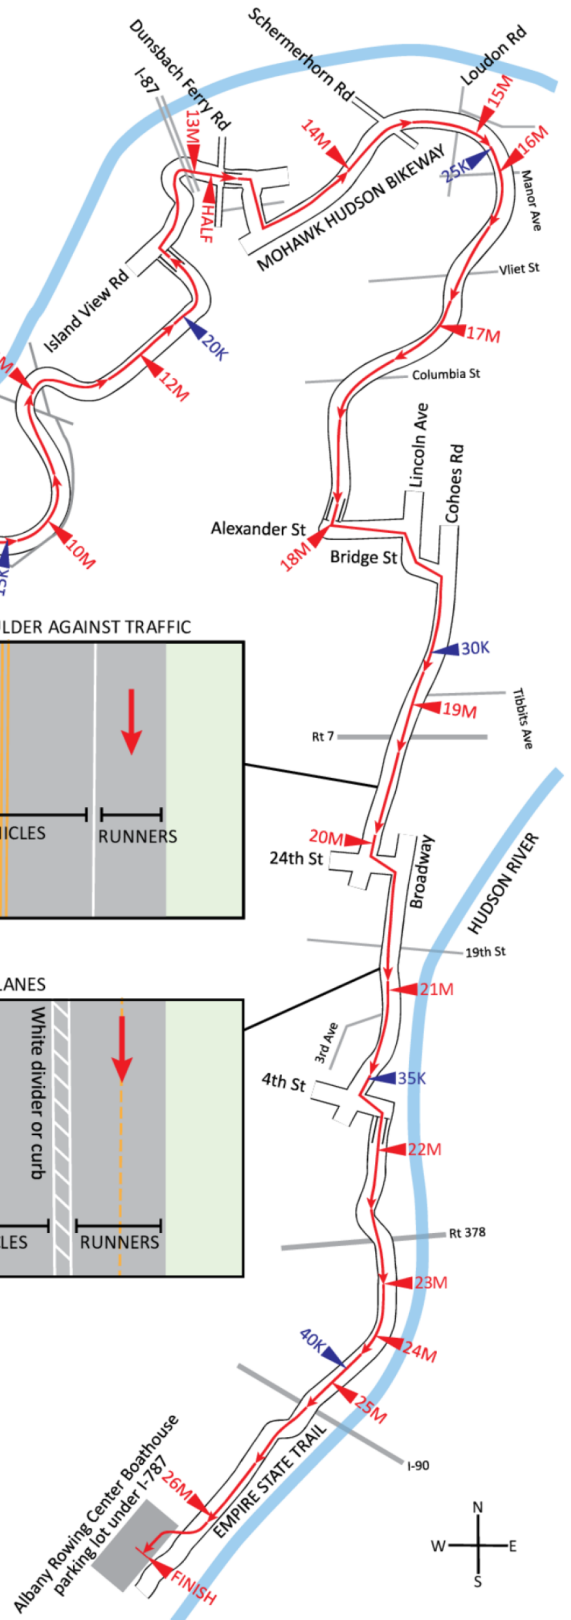 Schermerhorn Rd
Loudon Rd
Dunsbach Ferry Rd
I-87
13M
HALF
14M
15M
16M
25K
MOHAWK HUDSON BIKEWAY
Manor Ave
Vliet St
17M
Island View Rd
20K
12M
M
Columbia St
10M
15K
Lincoln Ave
Cohoes Rd
Alexander St
18M
Bridge St
ULDER AGAINST TRAFFIC
30K
19M
Tibbits Ave
Rt 7
HICLES
RUNNERS
20M
24th St
Broadway
HUDSON RIVER
19th St
LANES
21M
White divider or curb
3rd Ave
35K
4th St
22M
CLES
RUNNERS
Rt 378
23M
40K
24M
25M
I-90
EMPIRE STATE TRAIL
26M
Albany Rowing Center Boathouse
parking lot under I-787
FINISH
N
W E
S